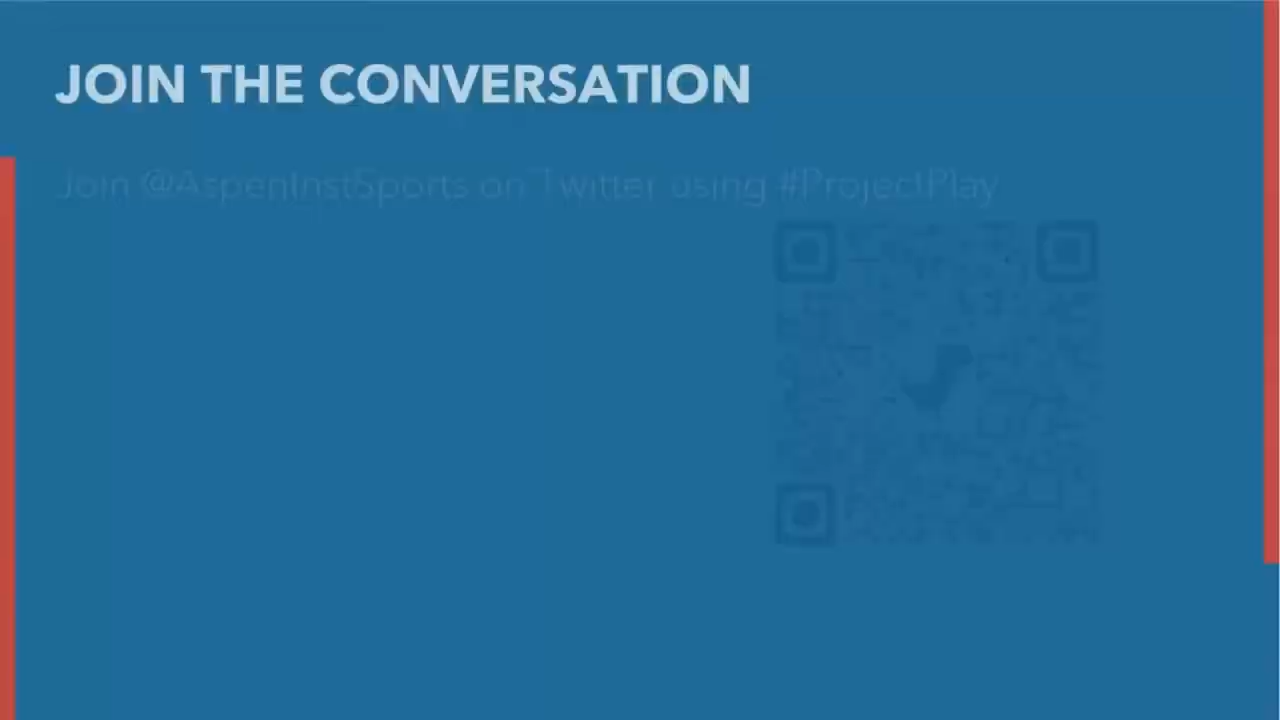 JOIN THE CONVERSATION
Join @AspenInstSports on Twitter using #ProjectPlay